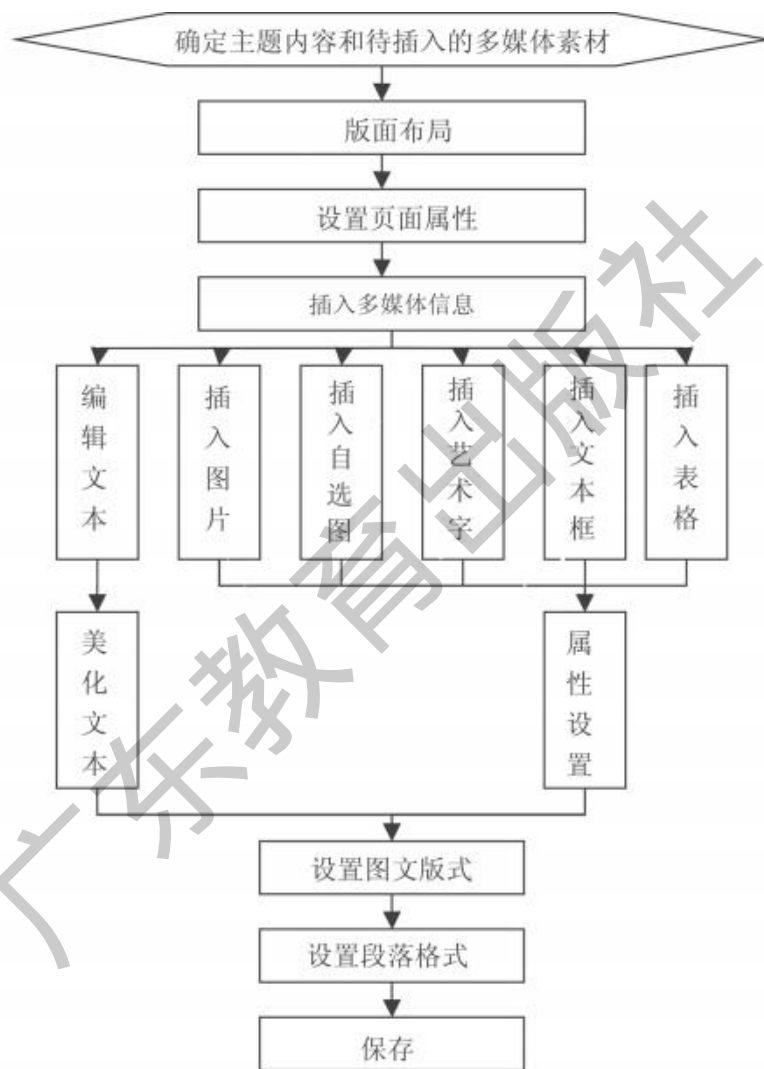 确定主题内容和待插入的多媒体素材
版面布局
设置页面属性
插入多媒体信息
编辑文本
插入图片
插入自选图
插入艺术字
插入文本框
插入表格
美化文本
属性设置
设置图文版式
设置段落格式
保存
广东教育出版社